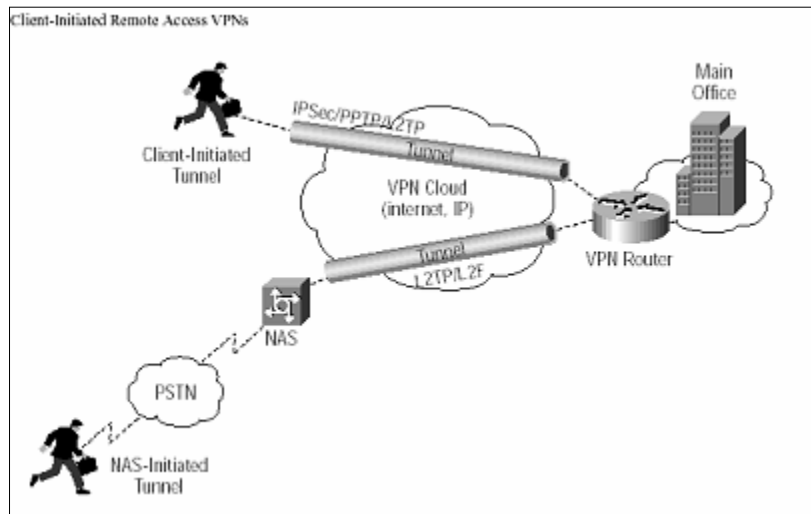 Client-Initiated Remote Access VPNs
Main
Office
IPSec/PPTP/L2TP
Tunnel
Client-Initiated
Tunnel
VPN Cloud
(internet, IP)
Tunnel
L2TP/L2F
VPN Router
NAS
PSTN
NAS-Initiated
Tunnel